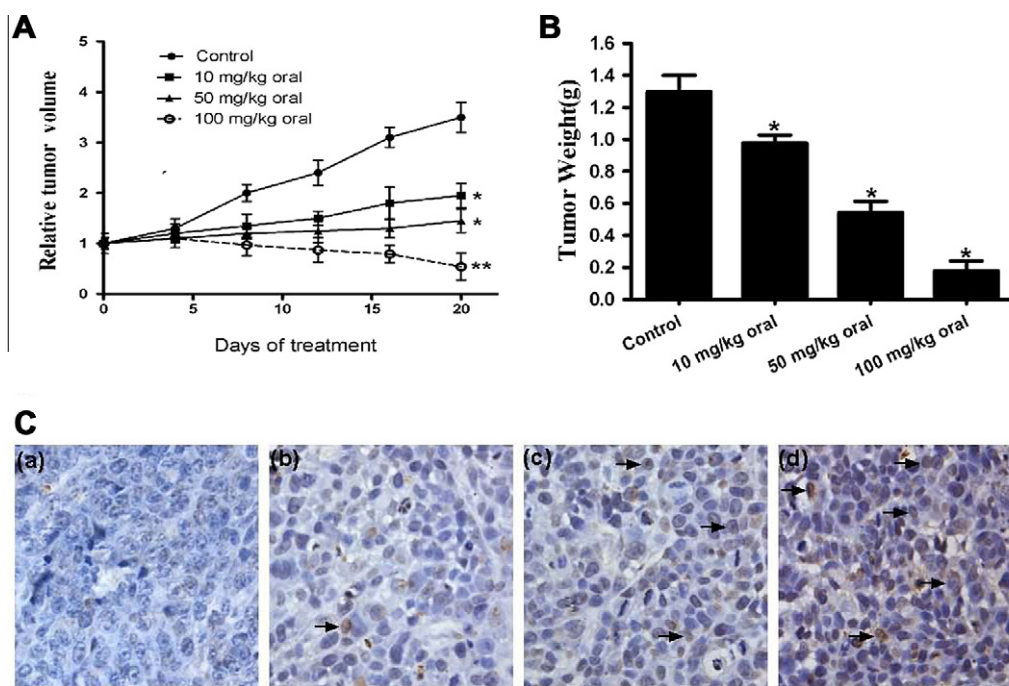 A
Relative tumor volume
5
4
3
2
1
0
Control
10 mg/kg oral
50 mg/kg oral
100 mg/kg oral
*
*
**
0 5 10 15 20
Days of treatment
B
Tumor Weight(g)
1.6
1.4
1.2
1.0
0.8
0.6
0.4
0.2
0.0
*
*
*
Control
10 mg/kg oral
50 mg/kg oral
100 mg/kg oral
C
(a)
(b)
(c)
(d)